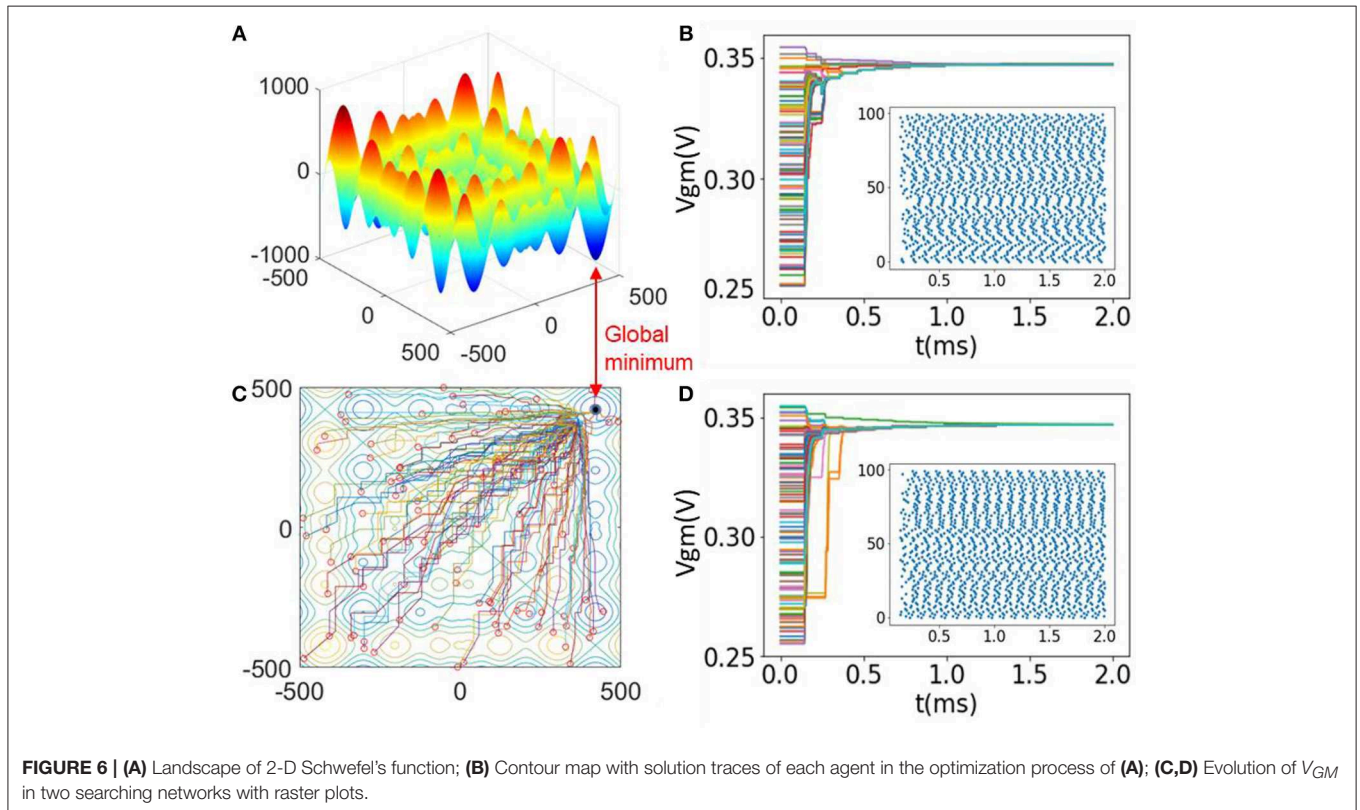 A
1000
0
-1000
-500
0
500
-500
0
500
Global
minimum
B
0.35
0.30
0.25
Vgm(V)
100
50
0
0.5 1.0 1.5 2.0
0.0 0.5 1.0 1.5 2.0
t(ms)
C
500
0
-500
-500 0 500
D
0.35
0.30
0.25
Vgm(V)
100
50
0
0.5 1.0 1.5 2.0
0.0 0.5 1.0 1.5 2.0
t(ms)
FIGURE 6 | (A) Landscape of 2-D Schwefel's function; (B) Contour map with solution traces of each agent in the optimization process of (A); (C,D) Evolution of VGM
in two searching networks with raster plots.